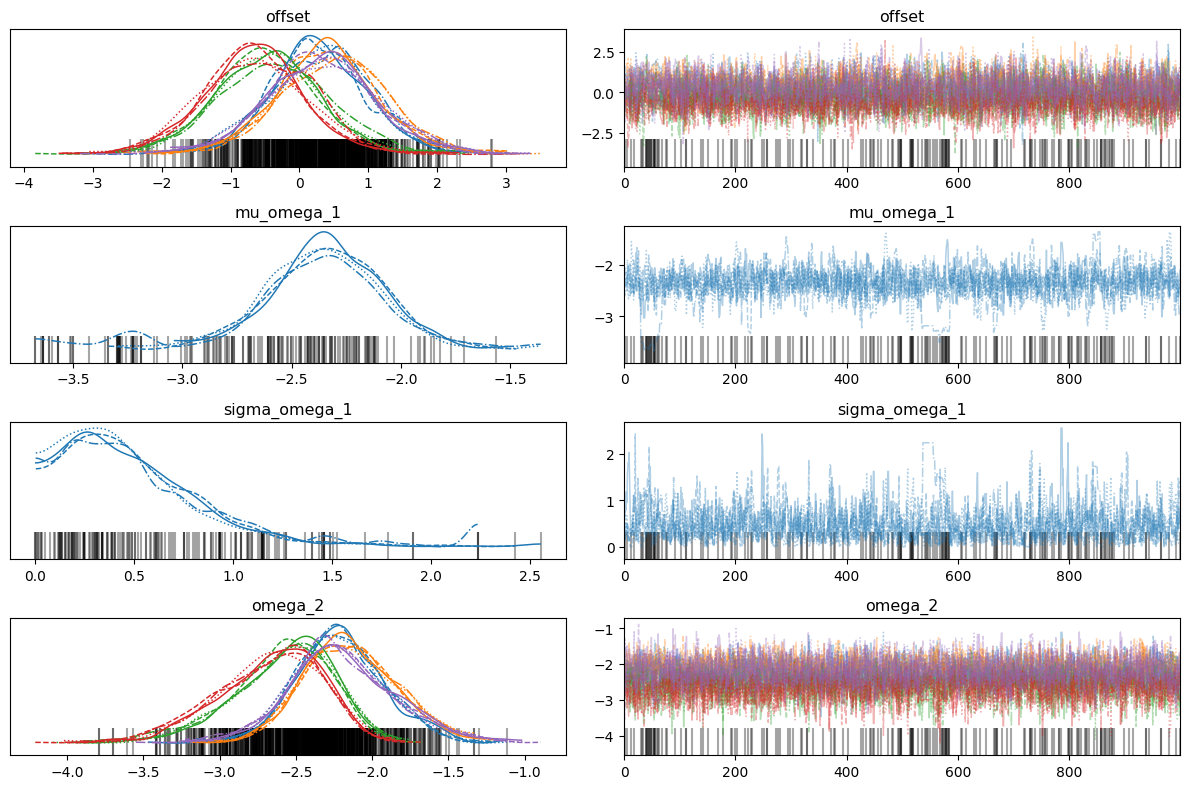 offset offset
−4 −3 −2 −1 0 1 2 3
2.5
0.0
−2.5
0 200 400 600 800
mu_omega_1 mu_omega_1
−3.5 −3.0 −2.5 −2.0 −1.5
−2
−3
0 200 400 600 800
sigma_omega_1 sigma_omega_1
0.0 0.5 1.0 1.5 2.0 2.5
2
1
0
0 200 400 600 800
omega_2 omega_2
−4.0 −3.5 −3.0 −2.5 −2.0 −1.5 −1.0
−1
−2
−3
−4
0 200 400 600 800